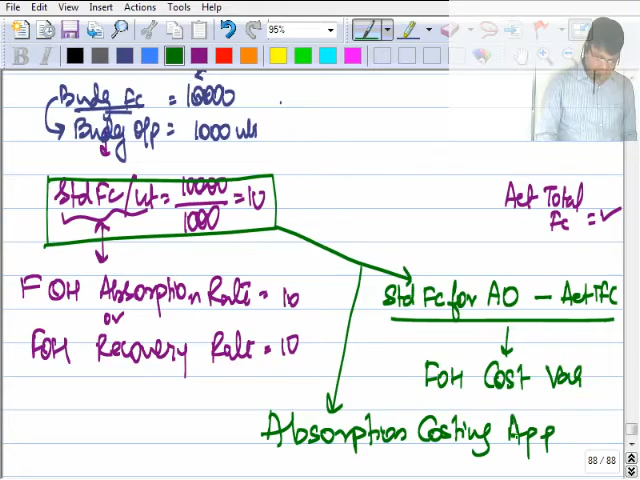 File Edit View Insert Actions Tools Help
95%
Budg FC = 10000
Budg O/p = 1000 uts
Std FC/ut = 10000/1000 = 10
Act Total
FC = ✓
FOH Absorption Rate = 10
or
FOH Recovery Rate = 10
Std FC for AO - Act TFC
FOH Cost Var
Absorption Costing App
88 / 88